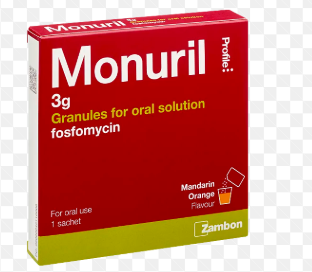 Monuril
Profile
3g
Granules for oral solution
fosfomycin
Mandarin
Orange
Flavour
For oral use
1 sachet
Zambon